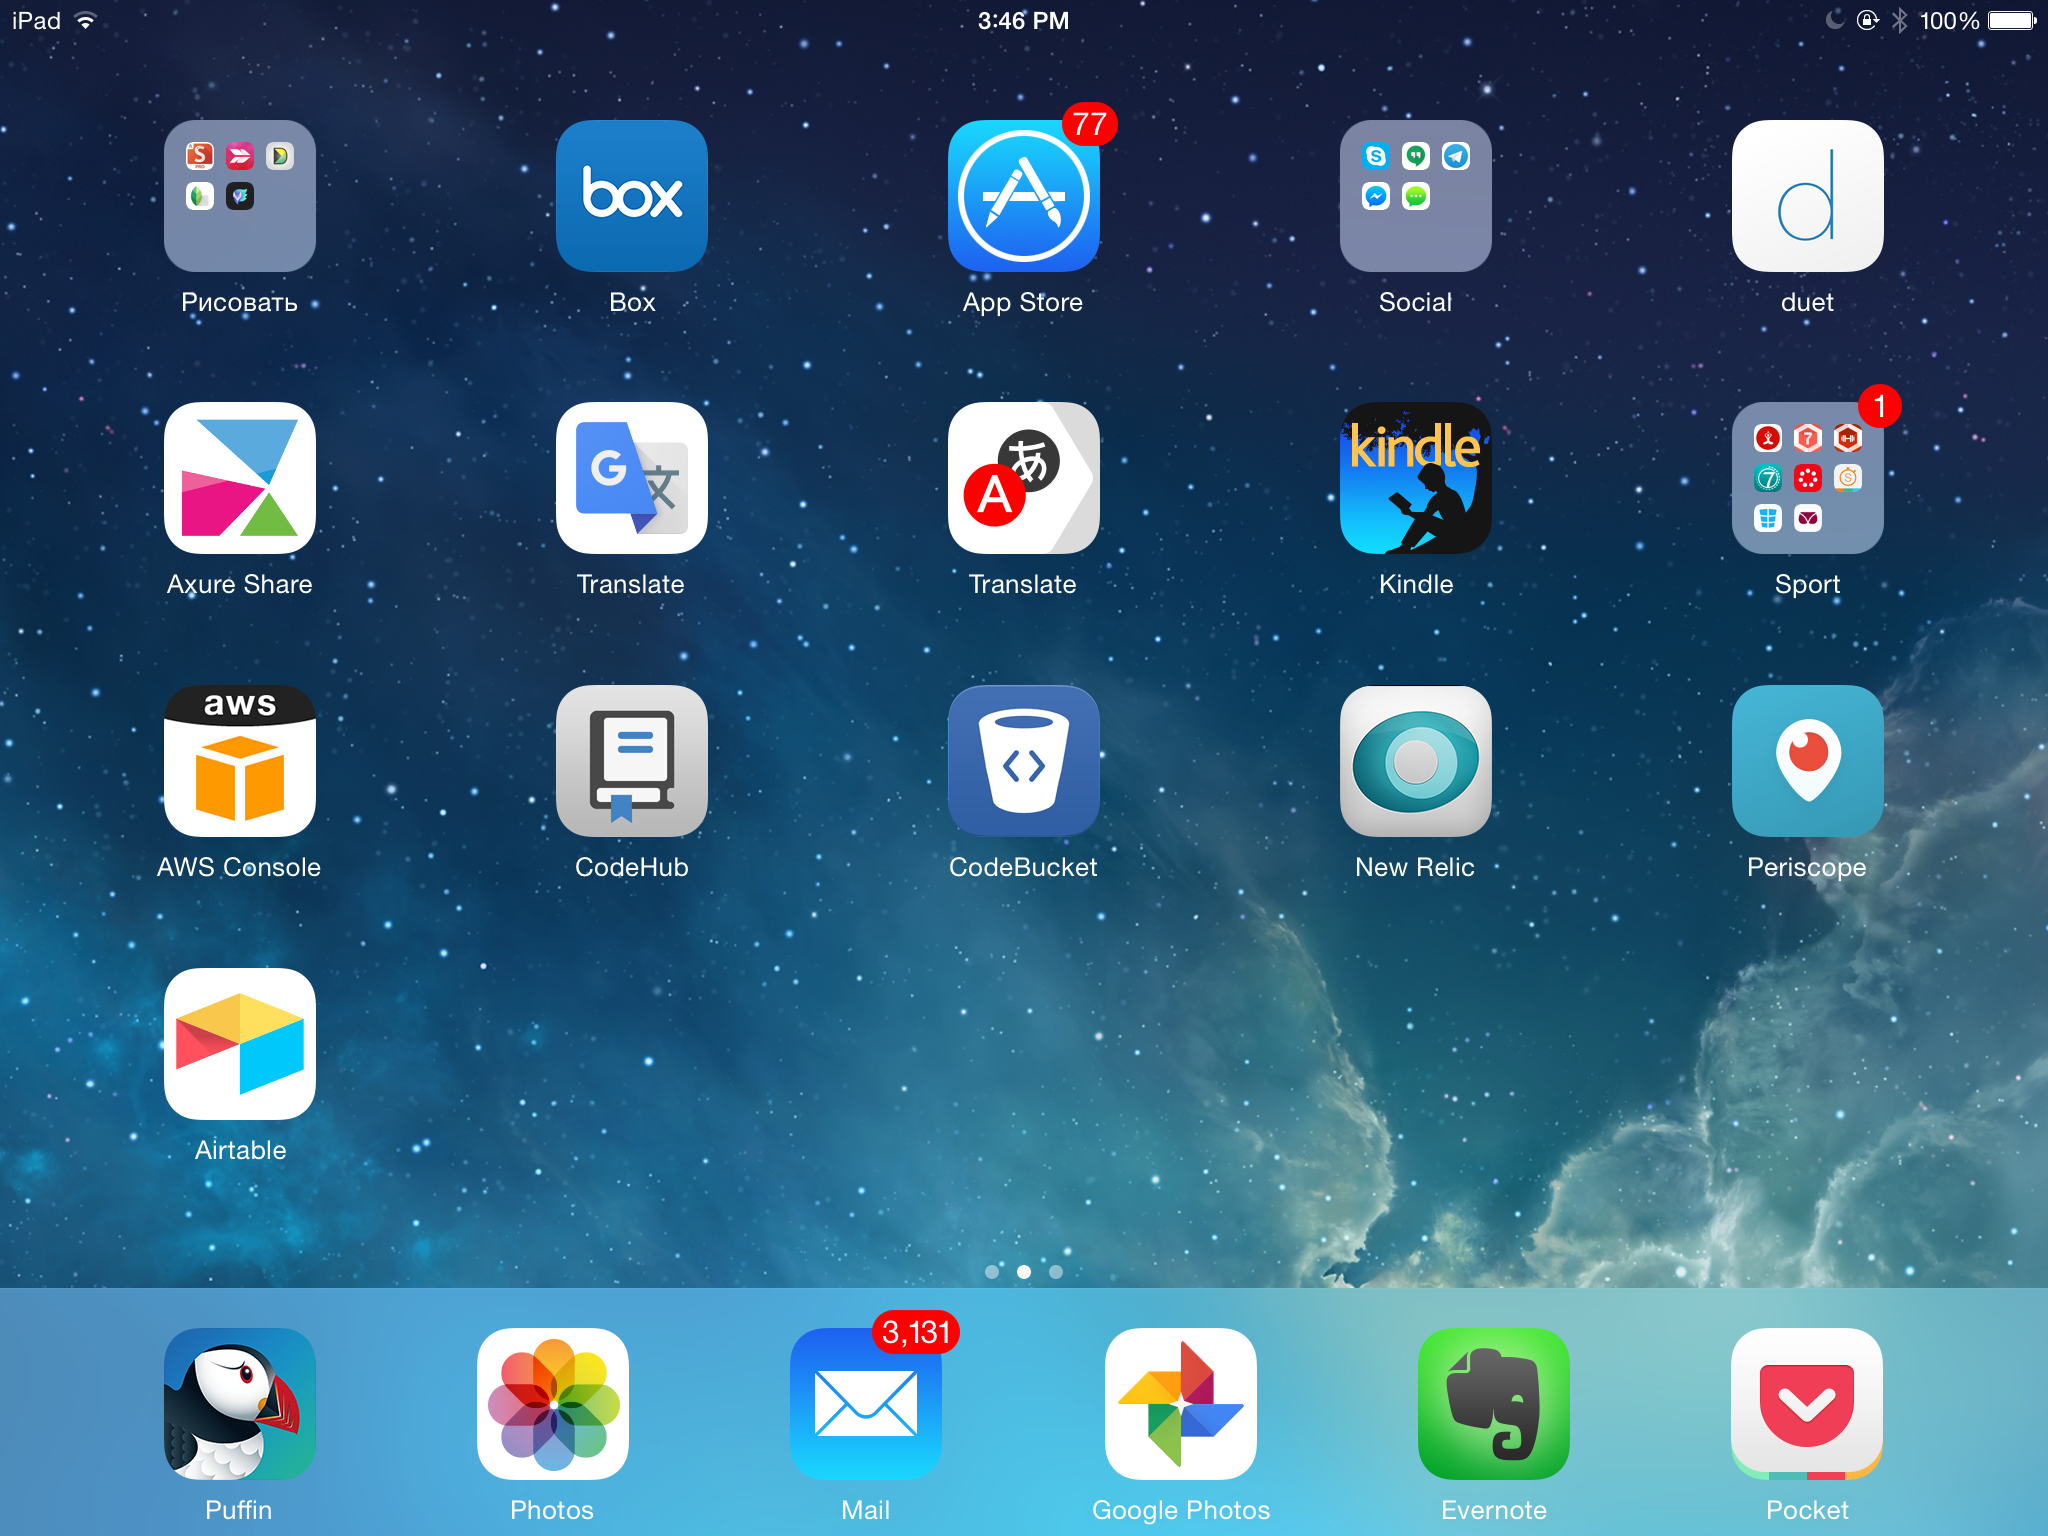 iPad 3:46 PM 100%
77
box
d
Рисовать Box App Store Social duet
1
G 文 A あ kindle
Axure Share Translate Translate Kindle Sport
aws
AWS Console CodeHub CodeBucket New Relic Periscope
Airtable
3,131
Puffin Photos Mail Google Photos Evernote Pocket